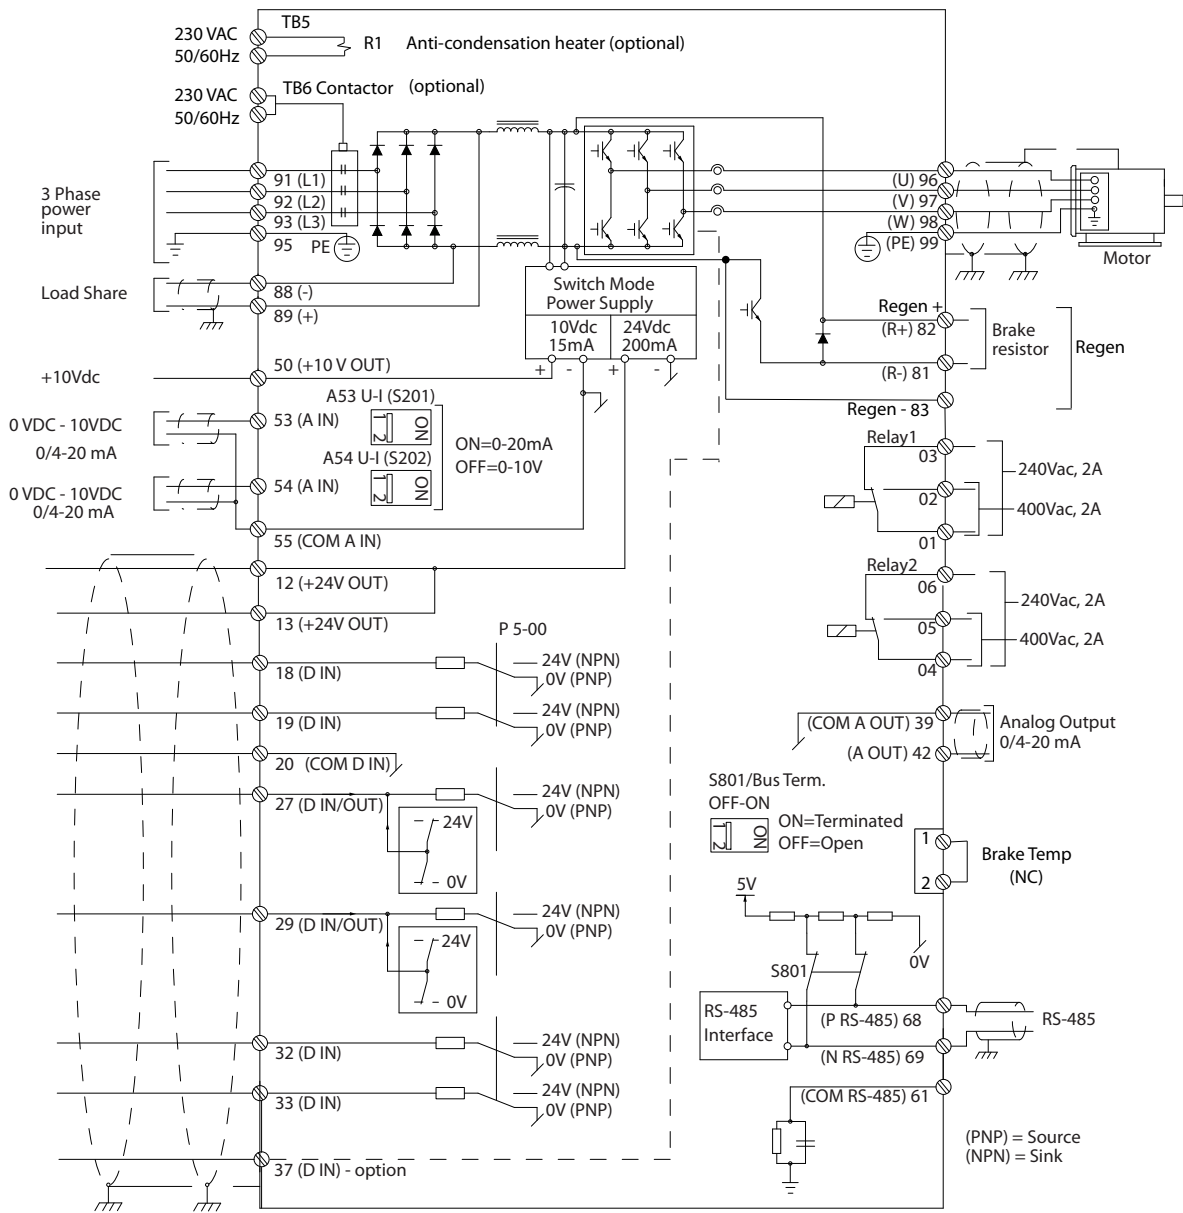 TB5
230 VAC
50/60Hz
R1
Anti-condensation heater (optional)
TB6 Contactor (optional)
230 VAC
50/60Hz
3 Phase
power
input
91 (L1)
92 (L2)
93 (L3)
95
PE
Load Share
88 (-)
89 (+)
Switch Mode
Power Supply
10Vdc
15mA
24Vdc
200mA
+ - + -
(U) 96
(V) 97
(W) 98
(PE) 99
Motor
Regen +
(R+) 82
Brake
resistor
Regen
(R-) 81
Regen - 83
+10Vdc
50 (+10 V OUT)
0 VDC - 10VDC
0/4-20 mA
53 (A IN)
A53 U-I (S201)
1 2
ON
A54 U-I (S202)
1 2
ON
ON=0-20mA
OFF=0-10V
0 VDC - 10VDC
0/4-20 mA
54 (A IN)
55 (COM A IN)
12 (+24V OUT)
13 (+24V OUT)
Relay1
03
02
01
240Vac, 2A
400Vac, 2A
Relay2
06
05
04
240Vac, 2A
400Vac, 2A
P 5-00
18 (D IN)
24V (NPN)
0V (PNP)
19 (D IN)
24V (NPN)
0V (PNP)
20 (COM D IN)
27 (D IN/OUT)
24V (NPN)
0V (PNP)
24V
0V
29 (D IN/OUT)
24V (NPN)
0V (PNP)
24V
0V
32 (D IN)
24V (NPN)
0V (PNP)
33 (D IN)
24V (NPN)
0V (PNP)
37 (D IN) - option
(COM A OUT) 39
(A OUT) 42
Analog Output
0/4-20 mA
S801/Bus Term.
OFF-ON
1 2
ON
ON=Terminated
OFF=Open
1
2
Brake Temp
(NC)
5V
0V
S801
RS-485
Interface
(P RS-485) 68
(N RS-485) 69
RS-485
(COM RS-485) 61
(PNP) = Source
(NPN) = Sink